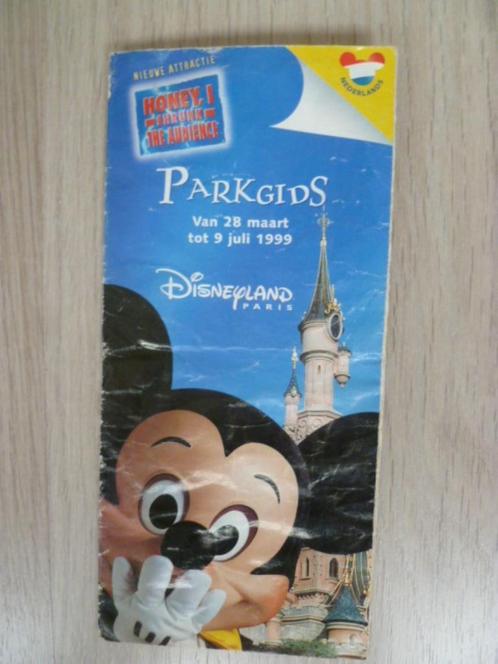 NIEUWE ATTRACTIE
HONEY, I
SHRUNK
THE AUDIENCE
NEDERLANDS
PARKGIDS
Van 28 maart
tot 9 juli 1999
DISNEYLAND
PARIS